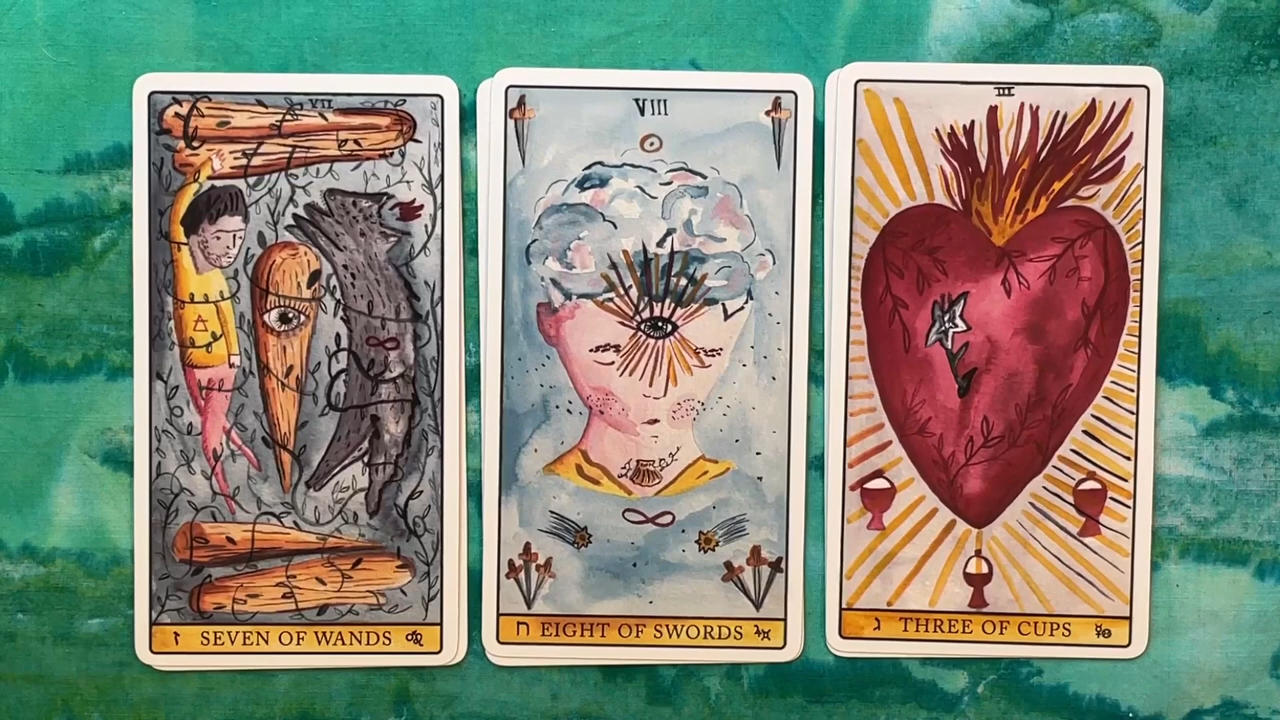 VII
ז SEVEN OF WANDS ♂♌
VIII
ח EIGHT OF SWORDS ♃♊
III
ג THREE OF CUPS ☿♋